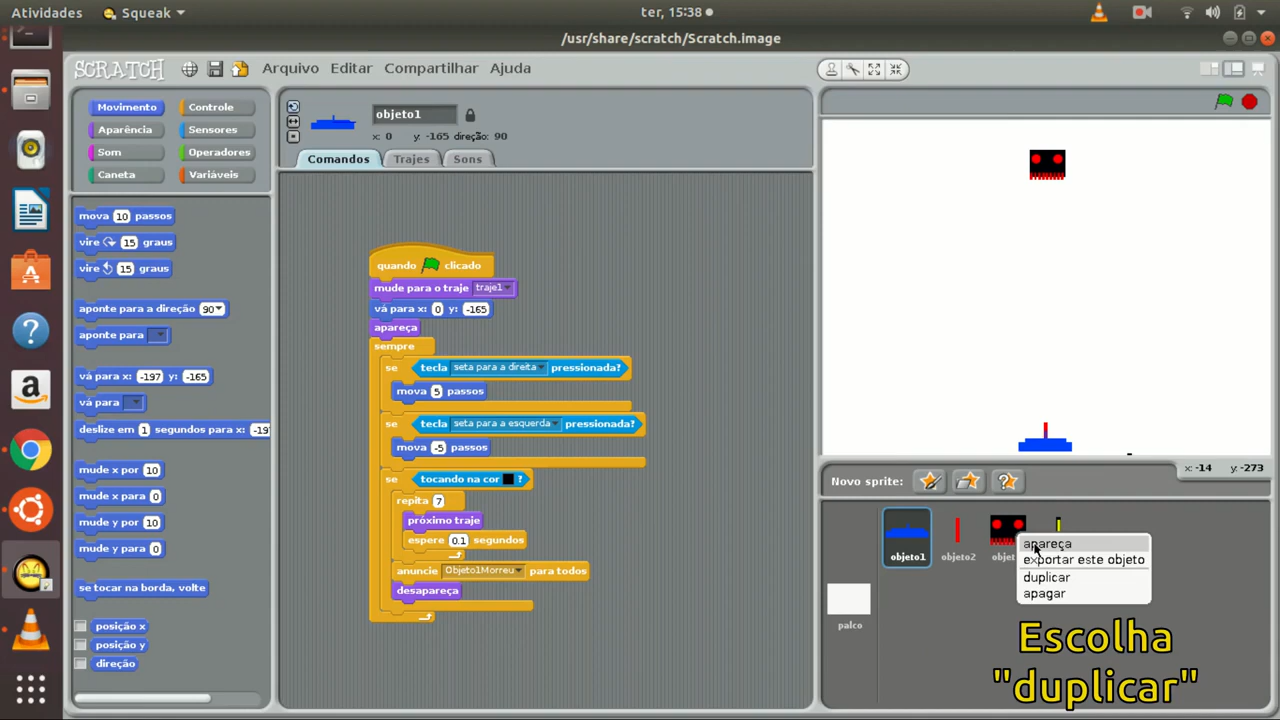 Atividades
Squeak
ter, 15:38
/usr/share/scratch/Scratch.image
SCRATCH
Arquivo
Editar
Compartilhar
Ajuda
Movimento
Controle
Aparência
Sensores
Som
Operadores
Caneta
Variáveis
mova 10 passos
vire 15 graus
vire 15 graus
aponte para a direção 90
aponte para
vá para x: -197 y: -165
vá para
deslize em 1 segundos para x: -197
mude x por 10
mude x para 0
mude y por 10
mude y para 0
se tocar na borda, volte
posição x
posição y
direção
objeto1
x: 0 y: -165 direção: 90
Comandos
Trajes
Sons
quando clicado
mude para o traje traje1
vá para x: 0 y: -165
apareça
sempre
se tecla seta para a direita pressionada?
mova 5 passos
se tecla seta para a esquerda pressionada?
mova -5 passos
se tocando na cor ?
repita 7
próximo traje
espere 0.1 segundos
anuncie Objeto1Morreu para todos
desapareça
x: -14 y: -273
Novo sprite:
objeto1
objeto2
objet
palco
apareça
exportar este objeto
duplicar
apagar
Escolha
"duplicar"